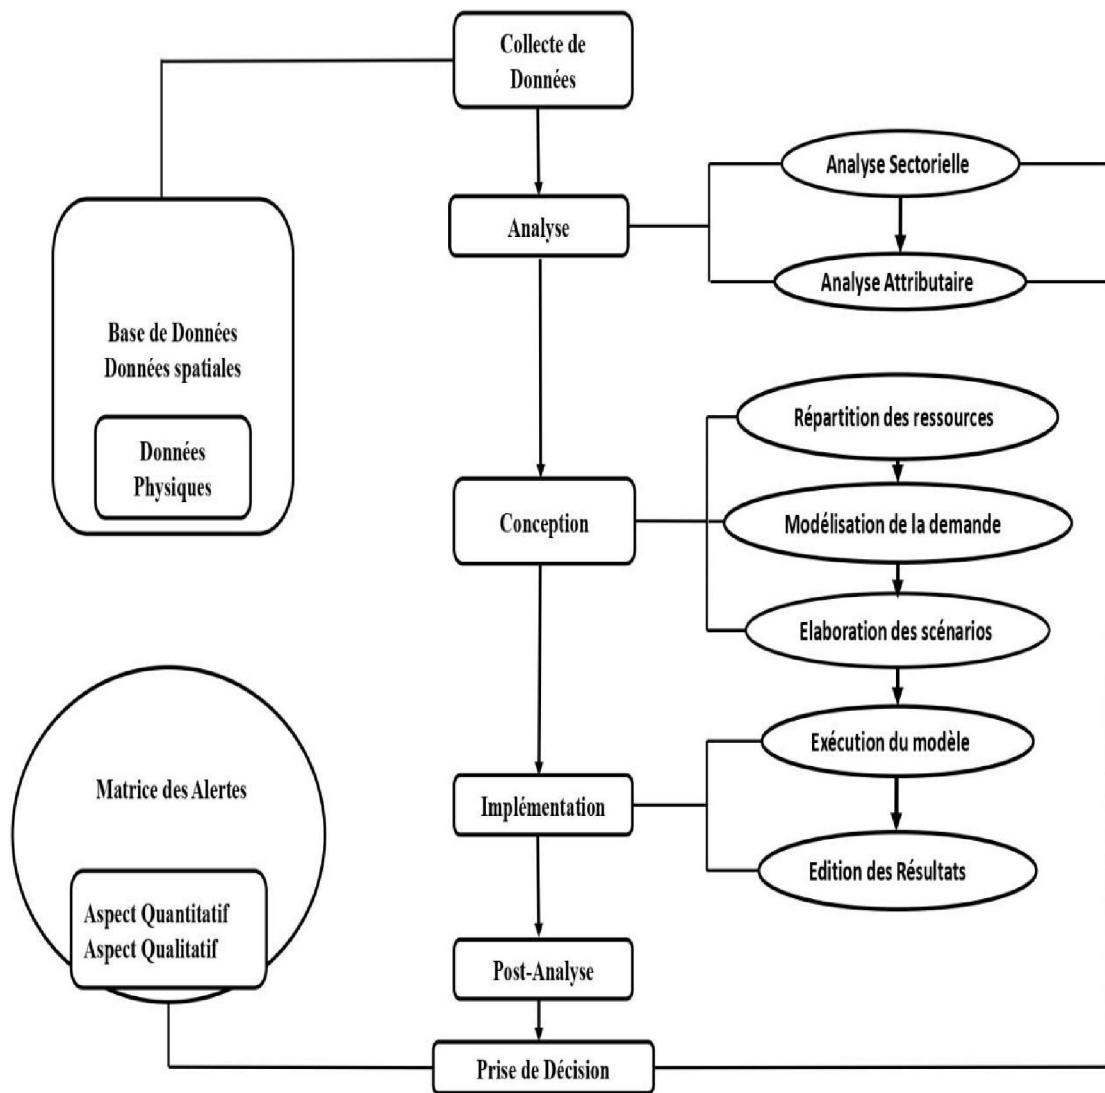 Collecte de
Données
Analyse Sectorielle
Analyse
Analyse Attributaire
Base de Données
Données spatiales
Données
Physiques
Répartition des ressources
Conception
Modélisation de la demande
Elaboration des scénarios
Exécution du modèle
Matrice des Alertes
Implémentation
Edition des Résultats
Aspect Quantitatif
Aspect Qualitatif
Post-Analyse
Prise de Décision